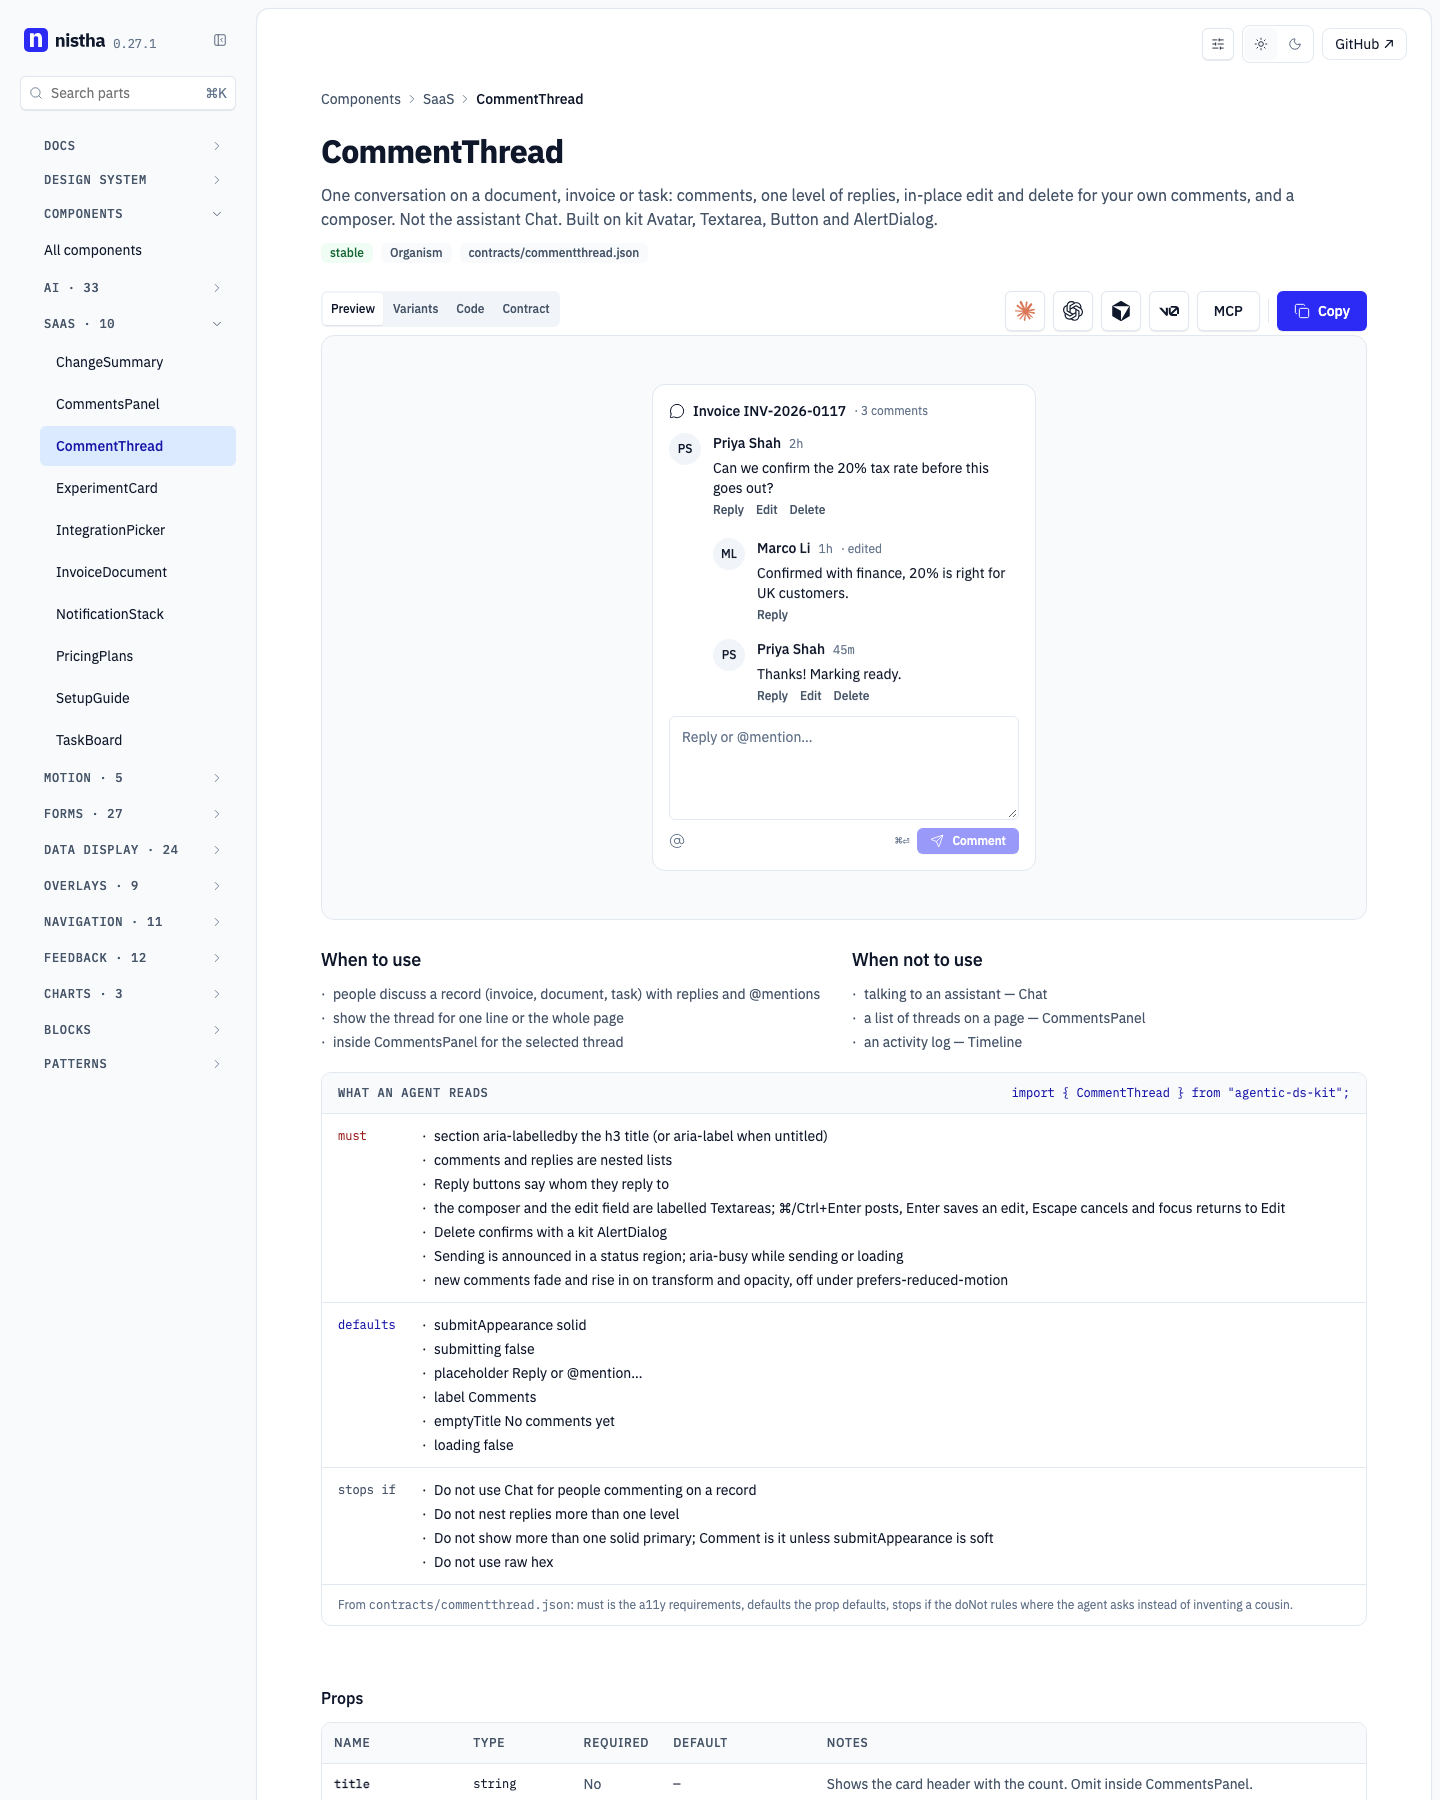 n nistha 0.27.1
Search parts ⌘K
DOCS
DESIGN SYSTEM
COMPONENTS
All components
AI · 33
SAAS · 10
ChangeSummary
CommentsPanel
CommentThread
ExperimentCard
IntegrationPicker
InvoiceDocument
NotificationStack
PricingPlans
SetupGuide
TaskBoard
MOTION · 5
FORMS · 27
DATA DISPLAY · 24
OVERLAYS · 9
NAVIGATION · 11
FEEDBACK · 12
CHARTS · 3
BLOCKS
PATTERNS
GitHub ↗
Components > SaaS > CommentThread
CommentThread
One conversation on a document, invoice or task: comments, one level of replies, in-place edit and delete for your own comments, and a
composer. Not the assistant Chat. Built on kit Avatar, Textarea, Button and AlertDialog.
stable Organism contracts/commentthread.json
Preview Variants Code Contract
v0 MCP Copy
Invoice INV-2026-0117 · 3 comments
PS Priya Shah 2h
Can we confirm the 20% tax rate before this
goes out?
Reply Edit Delete
ML Marco Li 1h · edited
Confirmed with finance, 20% is right for
UK customers.
Reply
PS Priya Shah 45m
Thanks! Marking ready.
Reply Edit Delete
Reply or @mention...
@ ⌘⏎ Comment
When to use
· people discuss a record (invoice, document, task) with replies and @mentions
· show the thread for one line or the whole page
· inside CommentsPanel for the selected thread
When not to use
· talking to an assistant — Chat
· a list of threads on a page — CommentsPanel
· an activity log — Timeline
WHAT AN AGENT READS import { CommentThread } from "agentic-ds-kit";
must
· section aria-labelledby the h3 title (or aria-label when untitled)
· comments and replies are nested lists
· Reply buttons say whom they reply to
· the composer and the edit field are labelled Textareas; ⌘/Ctrl+Enter posts, Enter saves an edit, Escape cancels and focus returns to Edit
· Delete confirms with a kit AlertDialog
· Sending is announced in a status region; aria-busy while sending or loading
· new comments fade and rise in on transform and opacity, off under prefers-reduced-motion
defaults
· submitAppearance solid
· submitting false
· placeholder Reply or @mention...
· label Comments
· emptyTitle No comments yet
· loading false
stops if
· Do not use Chat for people commenting on a record
· Do not nest replies more than one level
· Do not show more than one solid primary; Comment is it unless submitAppearance is soft
· Do not use raw hex
From contracts/commentthread.json: must is the a11y requirements, defaults the prop defaults, stops if the doNot rules where the agent asks instead of inventing a cousin.
Props
NAME TYPE REQUIRED DEFAULT NOTES
title string No — Shows the card header with the count. Omit inside CommentsPanel.